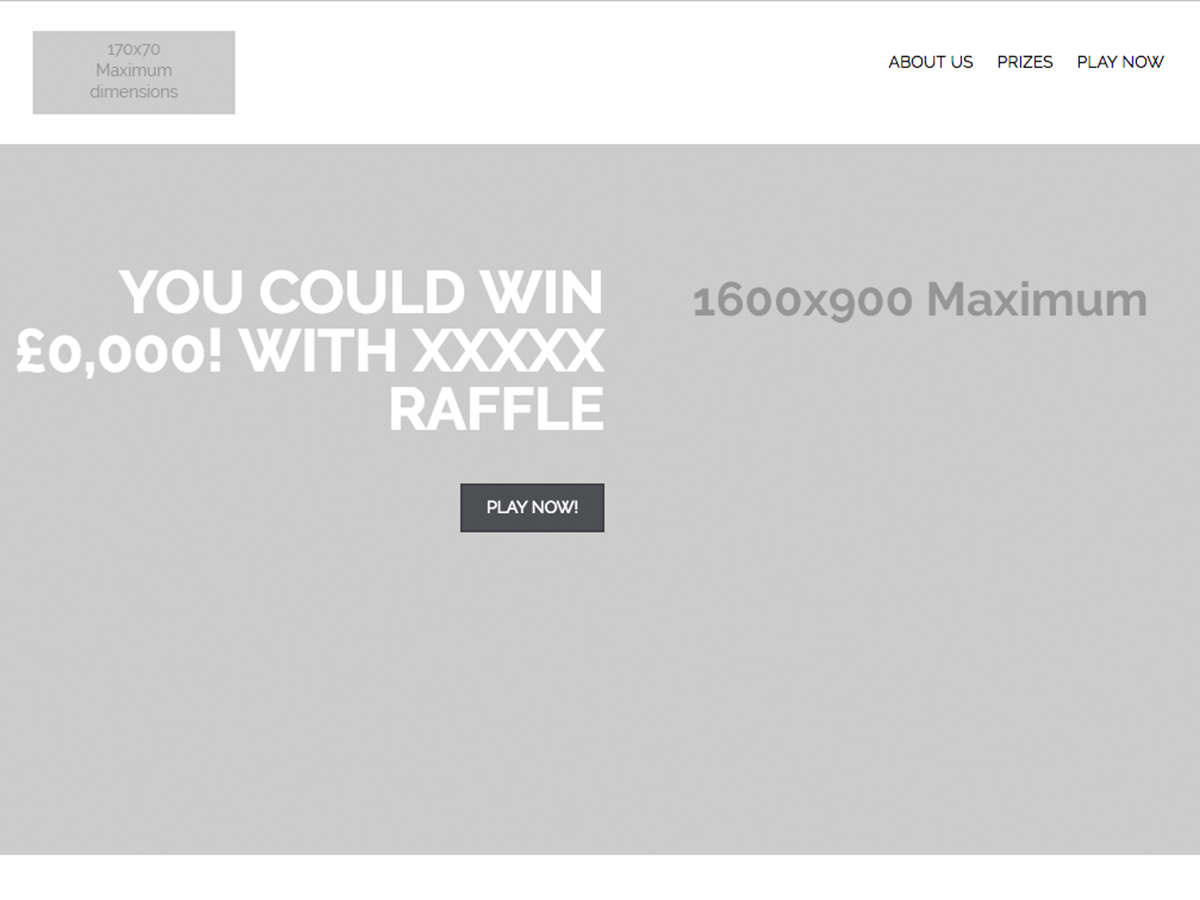 170x70
Maximum
dimensions
ABOUT US PRIZES PLAY NOW
YOU COULD WIN
£0,000! WITH XXXXX
RAFFLE
1600x900 Maximum
PLAY NOW!